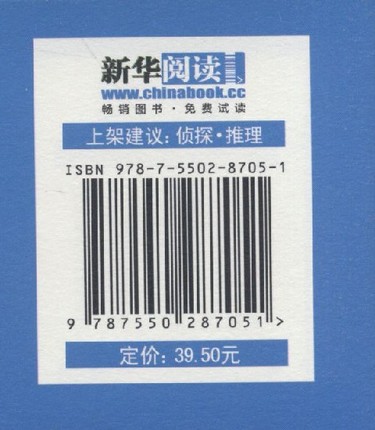 新华阅读
www.chinabook.cc
畅销图书·免费试读
上架建议:侦探·推理
ISBN 978-7-5502-8705-1
9 787550 287051 >
定价:39.50元